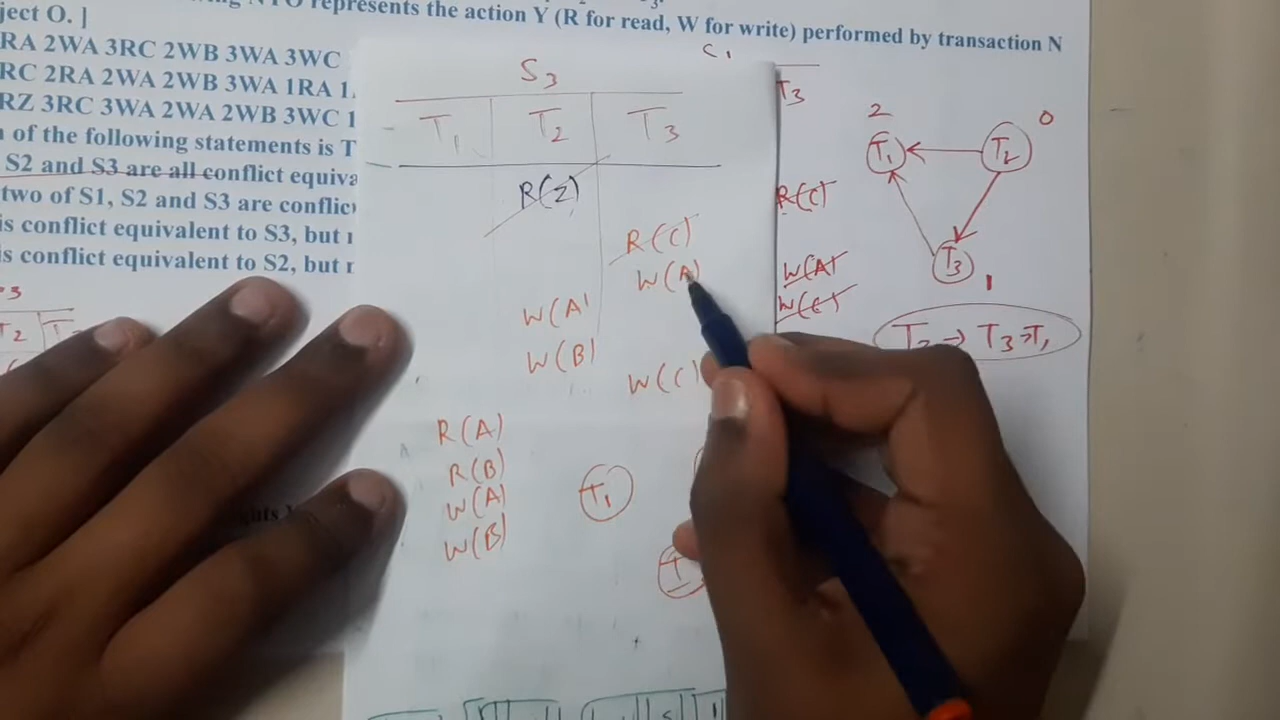 represents the action Y (R for read, W for write) performed by transaction N
ject O. ]
RA 2WA 3RC 2WB 3WA 3WC
RC 2RA 2WA 2WB 3WA 1RA 1
RZ 3RC 3WA 2WA 2WB 3WC 1
of the following statements is T
S2 and S3 are all conflict equiva
two of S1, S2 and S3 are conflic
is conflict equivalent to S3, but
is conflict equivalent to S2, but
S3
T1 T2 T3
R(Z)
R(C)
W(A)
W(A)
W(B)
W(C)
R(A)
R(B)
W(A)
W(B)
T1
T
T3
R(C)
W(A)
W(C)
2
T1
T2
0
T3
1
T2 → T3 → T1
T2